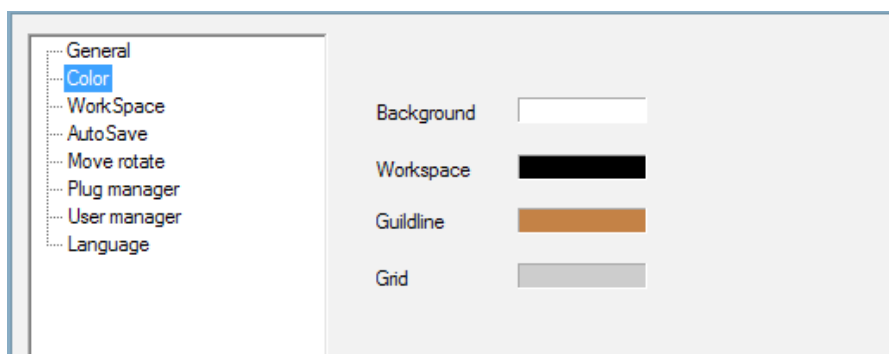 General
Color
WorkSpace
AutoSave
Move rotate
Plug manager
User manager
Language
Background
Workspace
Guildline
Grid